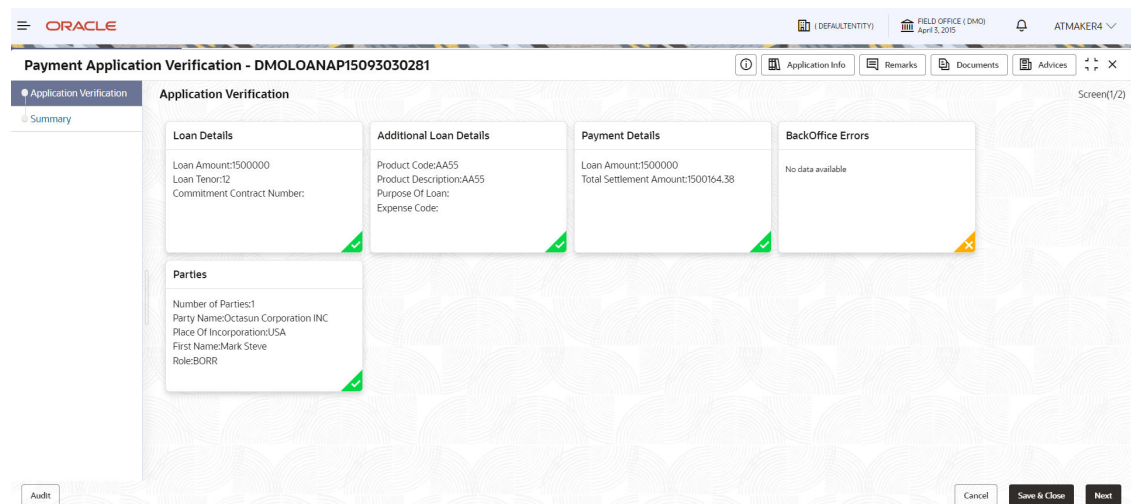 ORACLE
( DEFAULTENTITY)
FIELD OFFICE ( DMO)
April 3, 2015
ATMAKER4
Payment Application Verification - DMOLOANAP15093030281
Application Info
Remarks
Documents
Advices
Application Verification
Summary
Application Verification
Screen(1/2)
Loan Details
Loan Amount:1500000
Loan Tenor:12
Commitment Contract Number:
Additional Loan Details
Product Code:AA55
Product Description:AA55
Purpose Of Loan:
Expense Code:
Payment Details
Loan Amount:1500000
Total Settlement Amount:1500164.38
BackOffice Errors
No data available
Parties
Number of Parties:1
Party Name:Octasun Corporation INC
Place Of Incorporation:USA
First Name:Mark Steve
Role:BORR
Audit
Cancel
Save & Close
Next